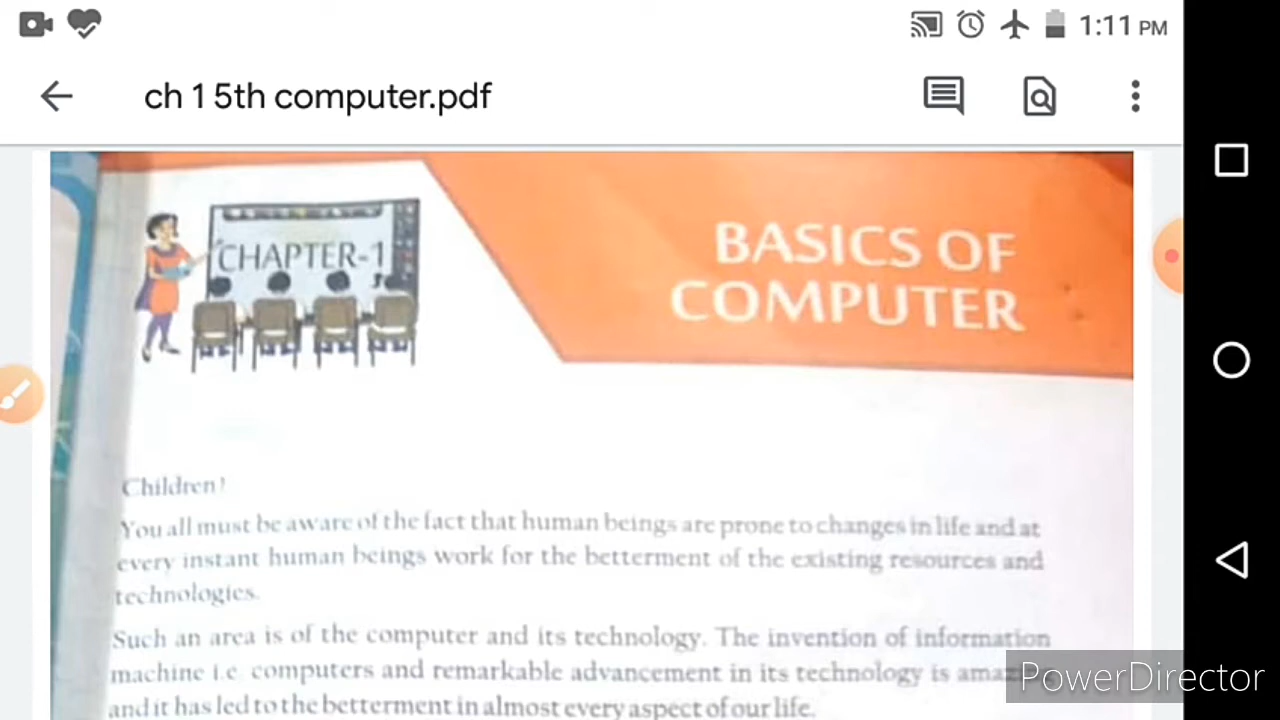 1:11 PM
ch 1 5th computer.pdf
CHAPTER-1
BASICS OF
COMPUTER
Children!
You all must be aware of the fact that human beings are prone to changes in life and at
every instant human beings work for the betterment of the existing resources and
technologies.
Such an area is of the computer and its technology. The invention of information
machine i.e. computers and remarkable advancement in its technology is
and it has led to the betterment in almost every aspect of our life.
PowerDirector